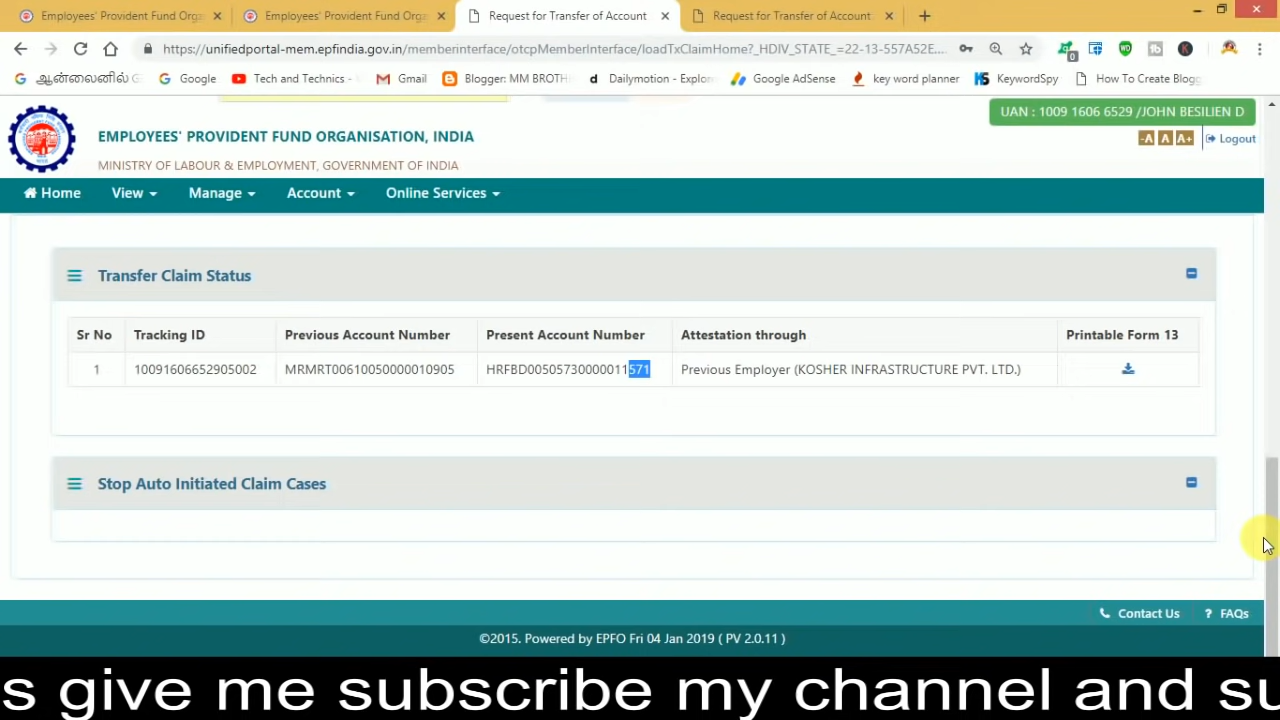 Employees' Provident Fund Orga
Employees' Provident Fund Orga
Request for Transfer of Account
Request for Transfer of Account
https://unifiedportal-mem.epfindia.gov.in/memberinterface/otcpMemberInterface/loadTxClaimHome?_HDIV_STATE_=22-13-557A52E...
ஆன்லைனில் G
Google
Tech and Technics -
Gmail
Blogger: MM BROTH
Dailymotion - Explor
Google AdSense
key word planner
KeywordSpy
How To Create Blogg
UAN : 1009 1606 6529 /JOHN BESILIEN D
EMPLOYEES' PROVIDENT FUND ORGANISATION, INDIA
-A A A+ Logout
MINISTRY OF LABOUR & EMPLOYMENT, GOVERNMENT OF INDIA
Home View Manage Account Online Services
Transfer Claim Status
Sr No Tracking ID Previous Account Number Present Account Number Attestation through Printable Form 13
1 10091606652905002 MRMRT00610350000010905 HRFBD00505730000011571 Previous Employer (KOSHER INFRASTRUCTURE PVT. LTD.)
Stop Auto Initiated Claim Cases
Contact Us ? FAQs
©2015. Powered by EPFO Fri 04 Jan 2019 ( PV 2.0.11 )
s give me subscribe my channel and su